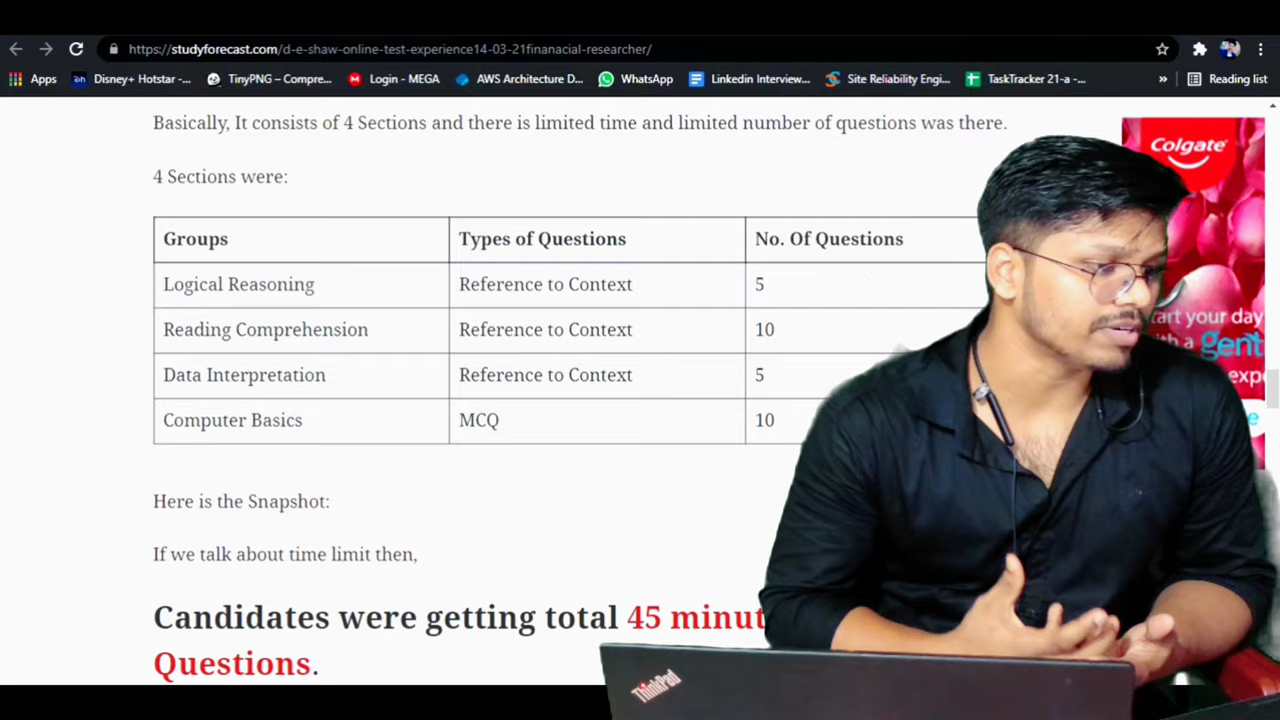 https://studyforecast.com/d-e-shaw-online-test-experience14-03-21finanacial-researcher/
Apps Disney+ Hotstar -... TinyPNG – Compre... Login - MEGA AWS Architecture D... WhatsApp Linkedin Interview... Site Reliability Engi... TaskTracker 21-a -... » Reading list
Basically, It consists of 4 Sections and there is limited time and limited number of questions was there.
4 Sections were:
Groups Types of Questions No. Of Questions
Logical Reasoning Reference to Context 5
Reading Comprehension Reference to Context 10
Data Interpretation Reference to Context 5
Computer Basics MCQ 10
Here is the Snapshot:
If we talk about time limit then,
Candidates were getting total 45 minut
Questions.
Colgate
tart your day
with a gent
expe
ThinkPad